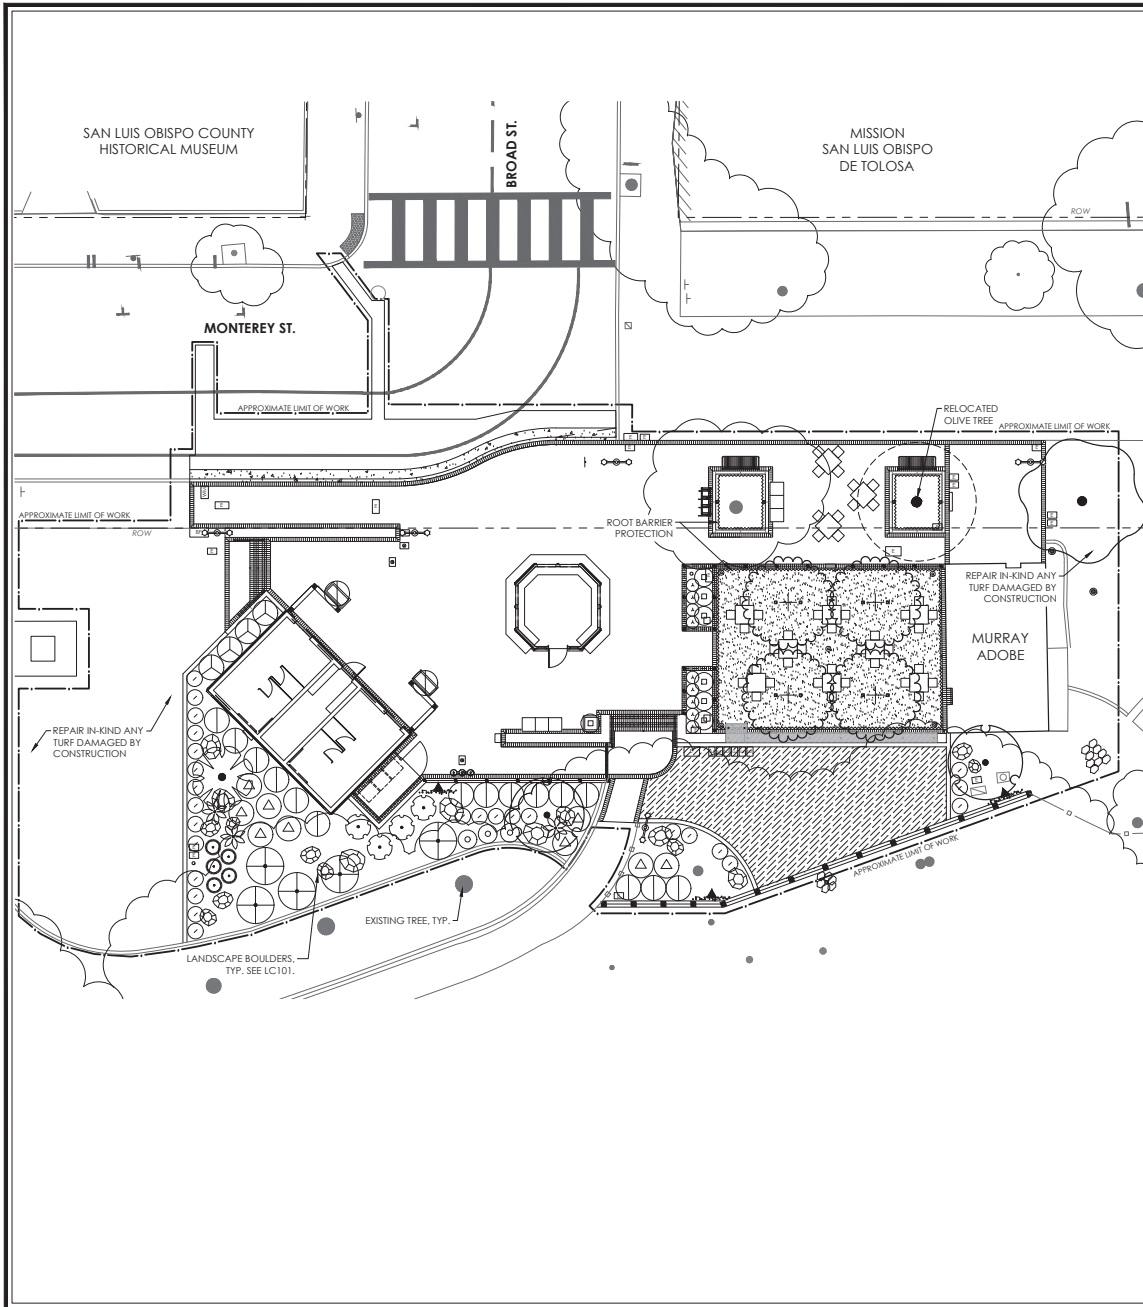 SAN LUIS OBISPO COUNTY
HISTORICAL MUSEUM
BROAD ST.
MISSION
SAN LUIS OBISPO
DE TOLOSA
ROW
MONTEREY ST.
APPROXIMATE LIMIT OF WORK
RELOCATED
OLIVE TREE
APPROXIMATE LIMIT OF WORK
APPROXIMATE LIMIT OF WORK
ROW
ROOT BARRIER
PROTECTION
REPAIR IN-KIND ANY
TURF DAMAGED BY
CONSTRUCTION
MURRAY
ADOBE
REPAIR IN-KIND ANY
TURF DAMAGED BY
CONSTRUCTION
APPROXIMATE LIMIT OF WORK
EXISTING TREE, TYP.
LANDSCAPE BOULDERS,
TYP. SEE LC101.